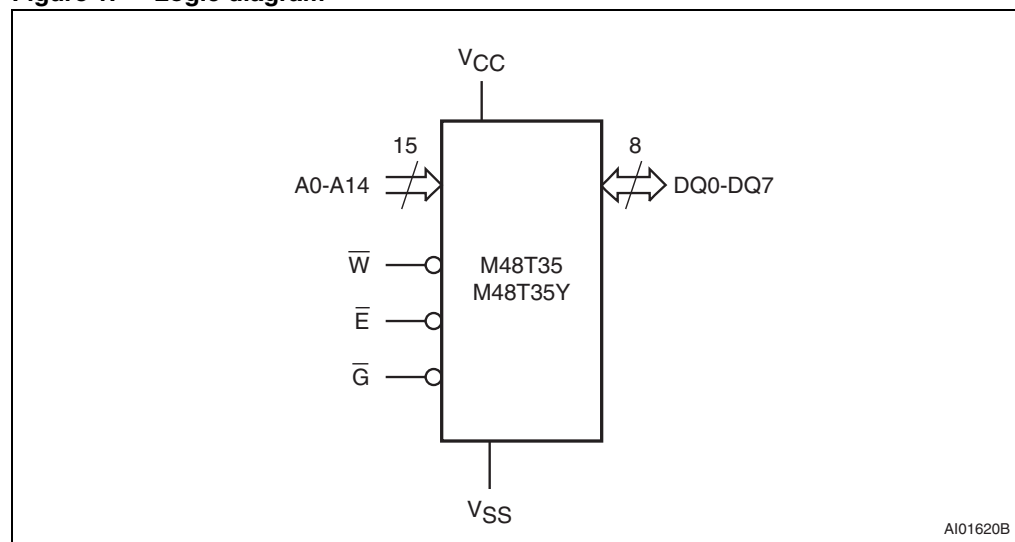 Figure 1. Logic diagram
VCC
15
8
A0-A14
DQ0-DQ7
W̅
M48T35
M48T35Y
E̅
G̅
VSS
AI01620B